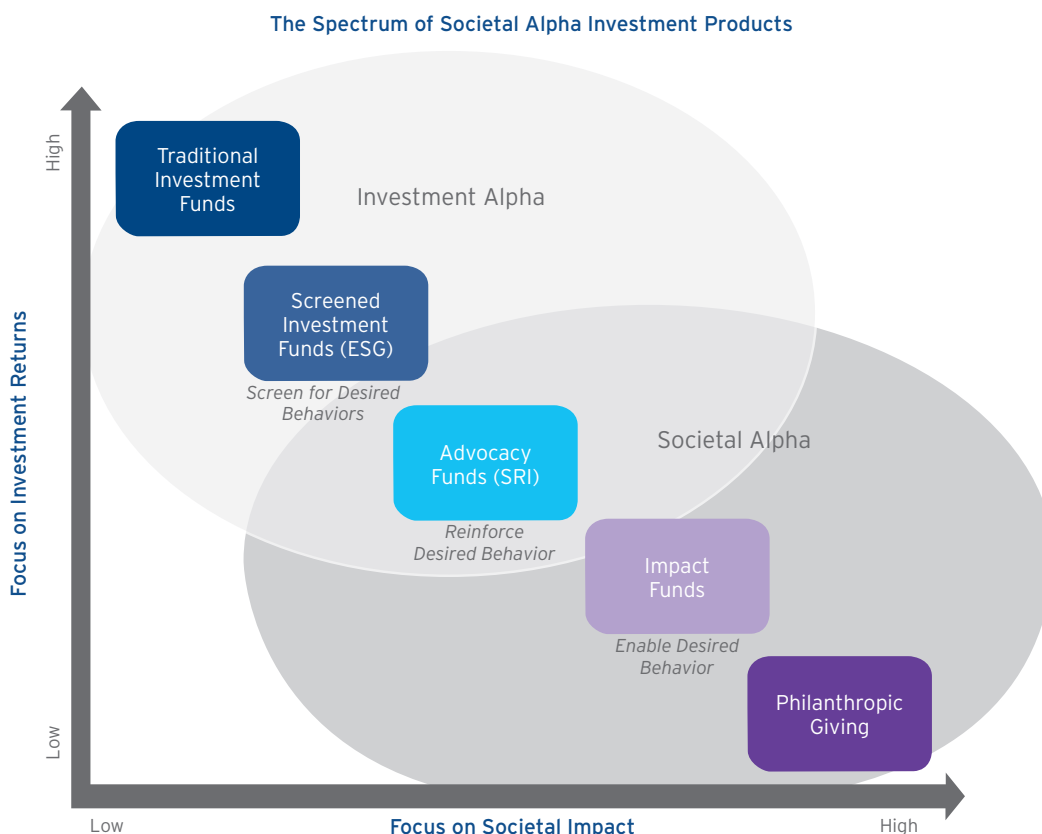 The Spectrum of Societal Alpha Investment Products
High
Traditional
Investment
Funds
Investment Alpha
Screened
Investment
Funds (ESG)
Screen for Desired
Behaviors
Focus on Investment Returns
Advocacy
Funds (SRI)
Societal Alpha
Reinforce
Desired Behavior
Impact
Funds
Enable Desired
Behavior
Philanthropic
Giving
Low
Low
Focus on Societal Impact
High